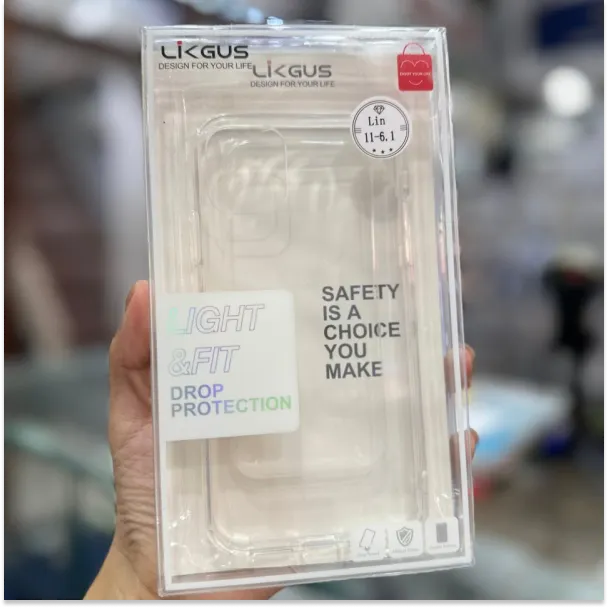 LIKGUS
DESIGN FOR YOUR LIFE
LIKGUS
DESIGN FOR YOUR LIFE
Lin
11-6.1
SAFETY
IS A
CHOICE
YOU
MAKE
LIGHT
&FIT
DROP
PROTECTION